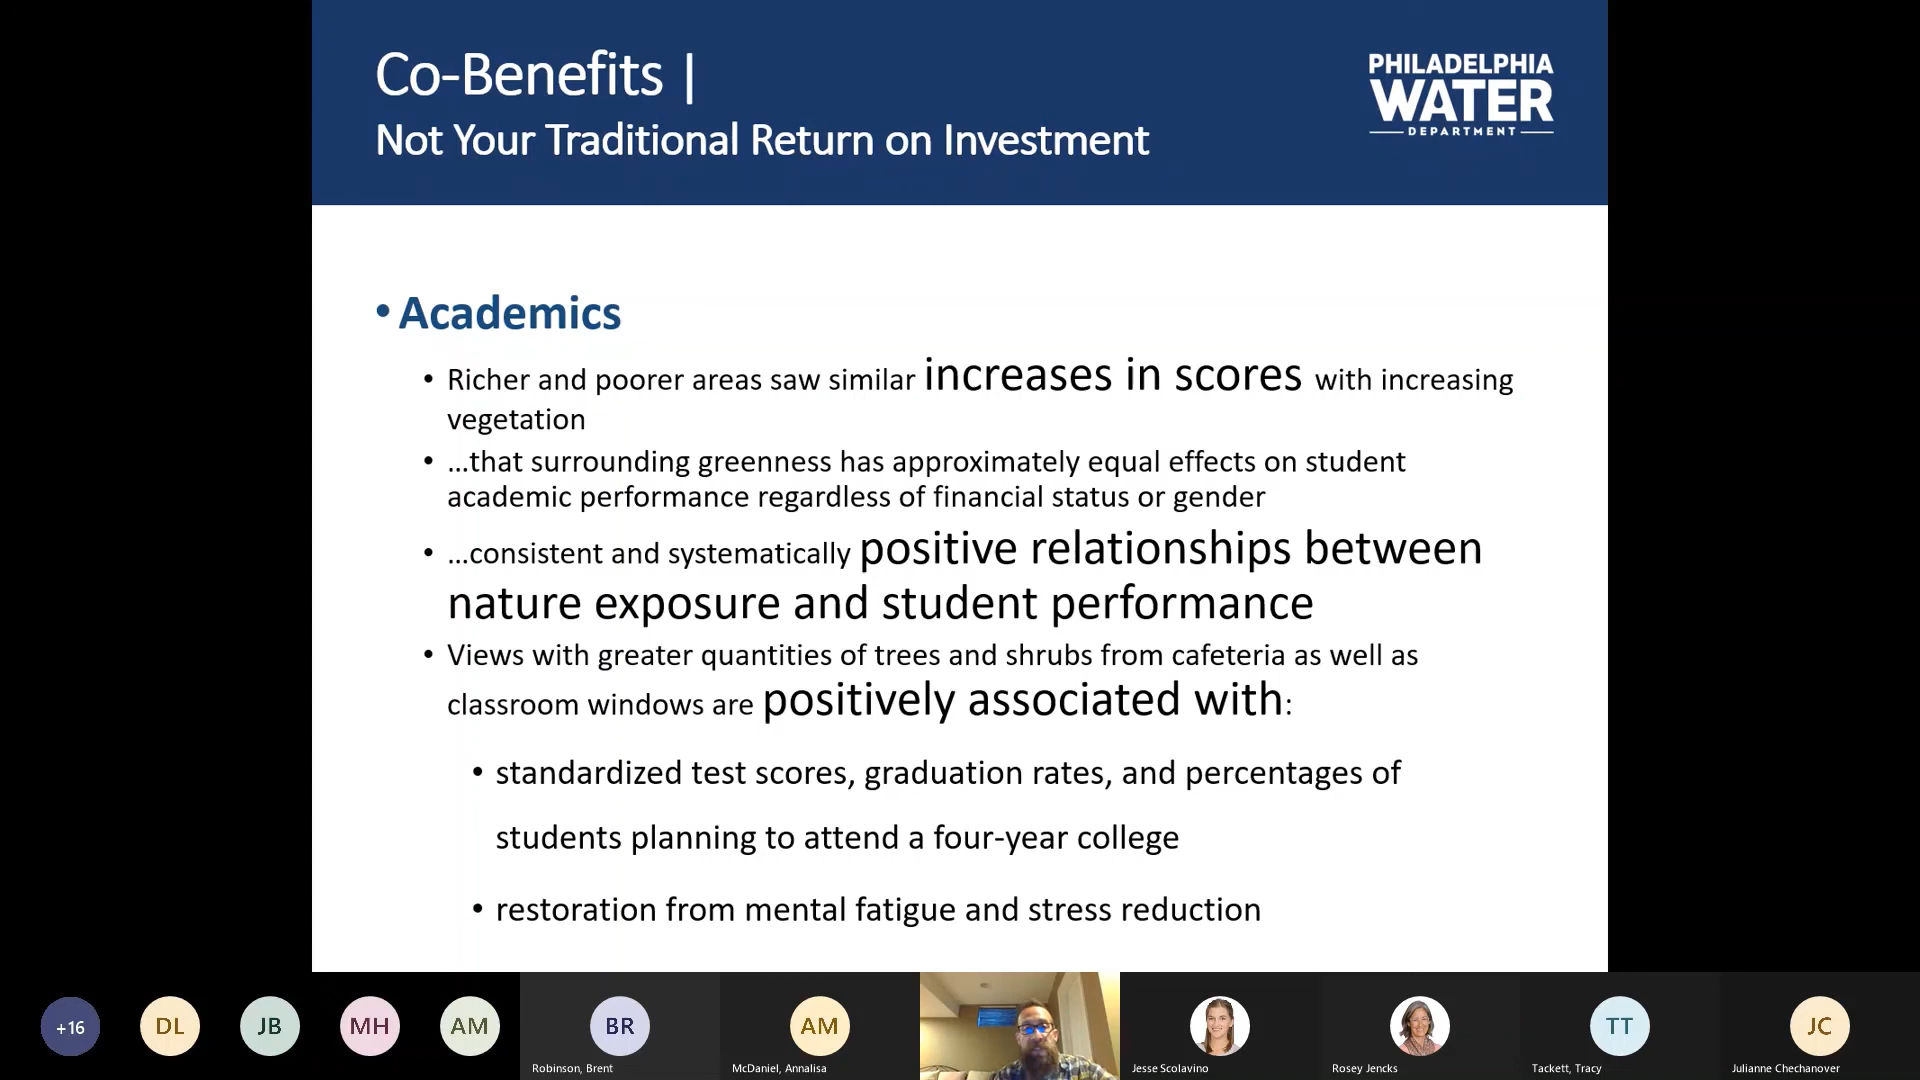 Co-Benefits |
Not Your Traditional Return on Investment
PHILADELPHIA
WATER
DEPARTMENT
• Academics
• Richer and poorer areas saw similar increases in scores with increasing
vegetation
• …that surrounding greenness has approximately equal effects on student
academic performance regardless of financial status or gender
• …consistent and systematically positive relationships between
nature exposure and student performance
• Views with greater quantities of trees and shrubs from cafeteria as well as
classroom windows are positively associated with:
• standardized test scores, graduation rates, and percentages of
students planning to attend a four-year college
• restoration from mental fatigue and stress reduction
+16
DL
JB
MH
AM
BR
Robinson, Brent
AM
McDaniel, Annalisa
Jesse Scolavino
Rosey Jencks
TT
Tackett, Tracy
JC
Julianne Chechanover